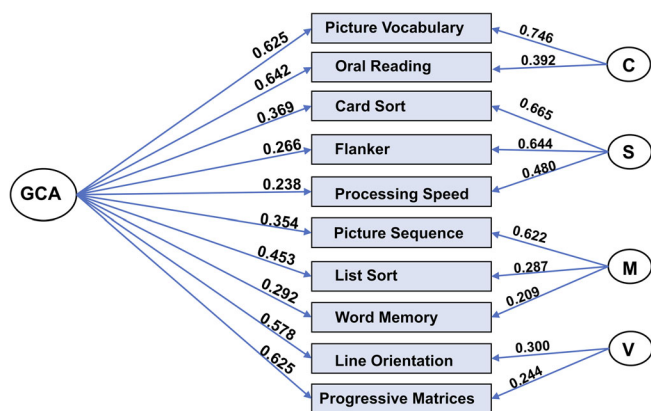 Picture Vocabulary
0.625
0.746
Oral Reading
0.642
0.392
C
Card Sort
0.369
0.665
Flanker
0.266
0.644
S
Processing Speed
0.238
0.480
GCA
Picture Sequence
0.354
0.622
List Sort
0.453
0.287
M
Word Memory
0.292
0.209
Line Orientation
0.578
0.300
V
Progressive Matrices
0.625
0.244